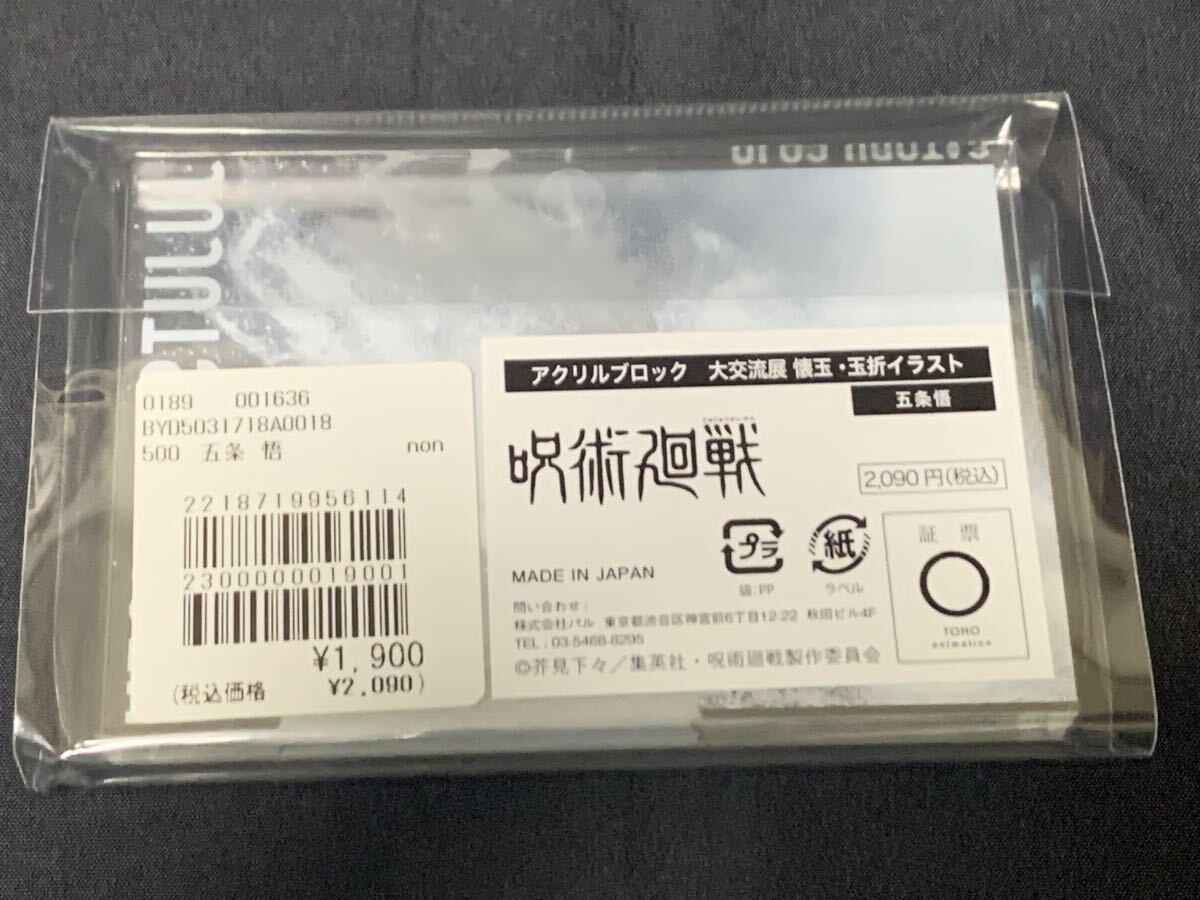 0189 001636
BYD5031718A0018
500 五条 悟 non
2218719956114
2300000019001
¥1,900
(税込価格 ¥2,090)
アクリルブロック 大交流展 懐玉・玉折イラスト
五条悟
呪術廻戦
2,090円(税込)
プラ
袋:PP
紙
ラベル
MADE IN JAPAN
問い合わせ:
株式会社パル 東京都渋谷区神宮前6丁目12-22 秋田ビル4F
TEL:03-5468-8295
©芥見下々/集英社・呪術廻戦製作委員会
証票
TOHO
animation